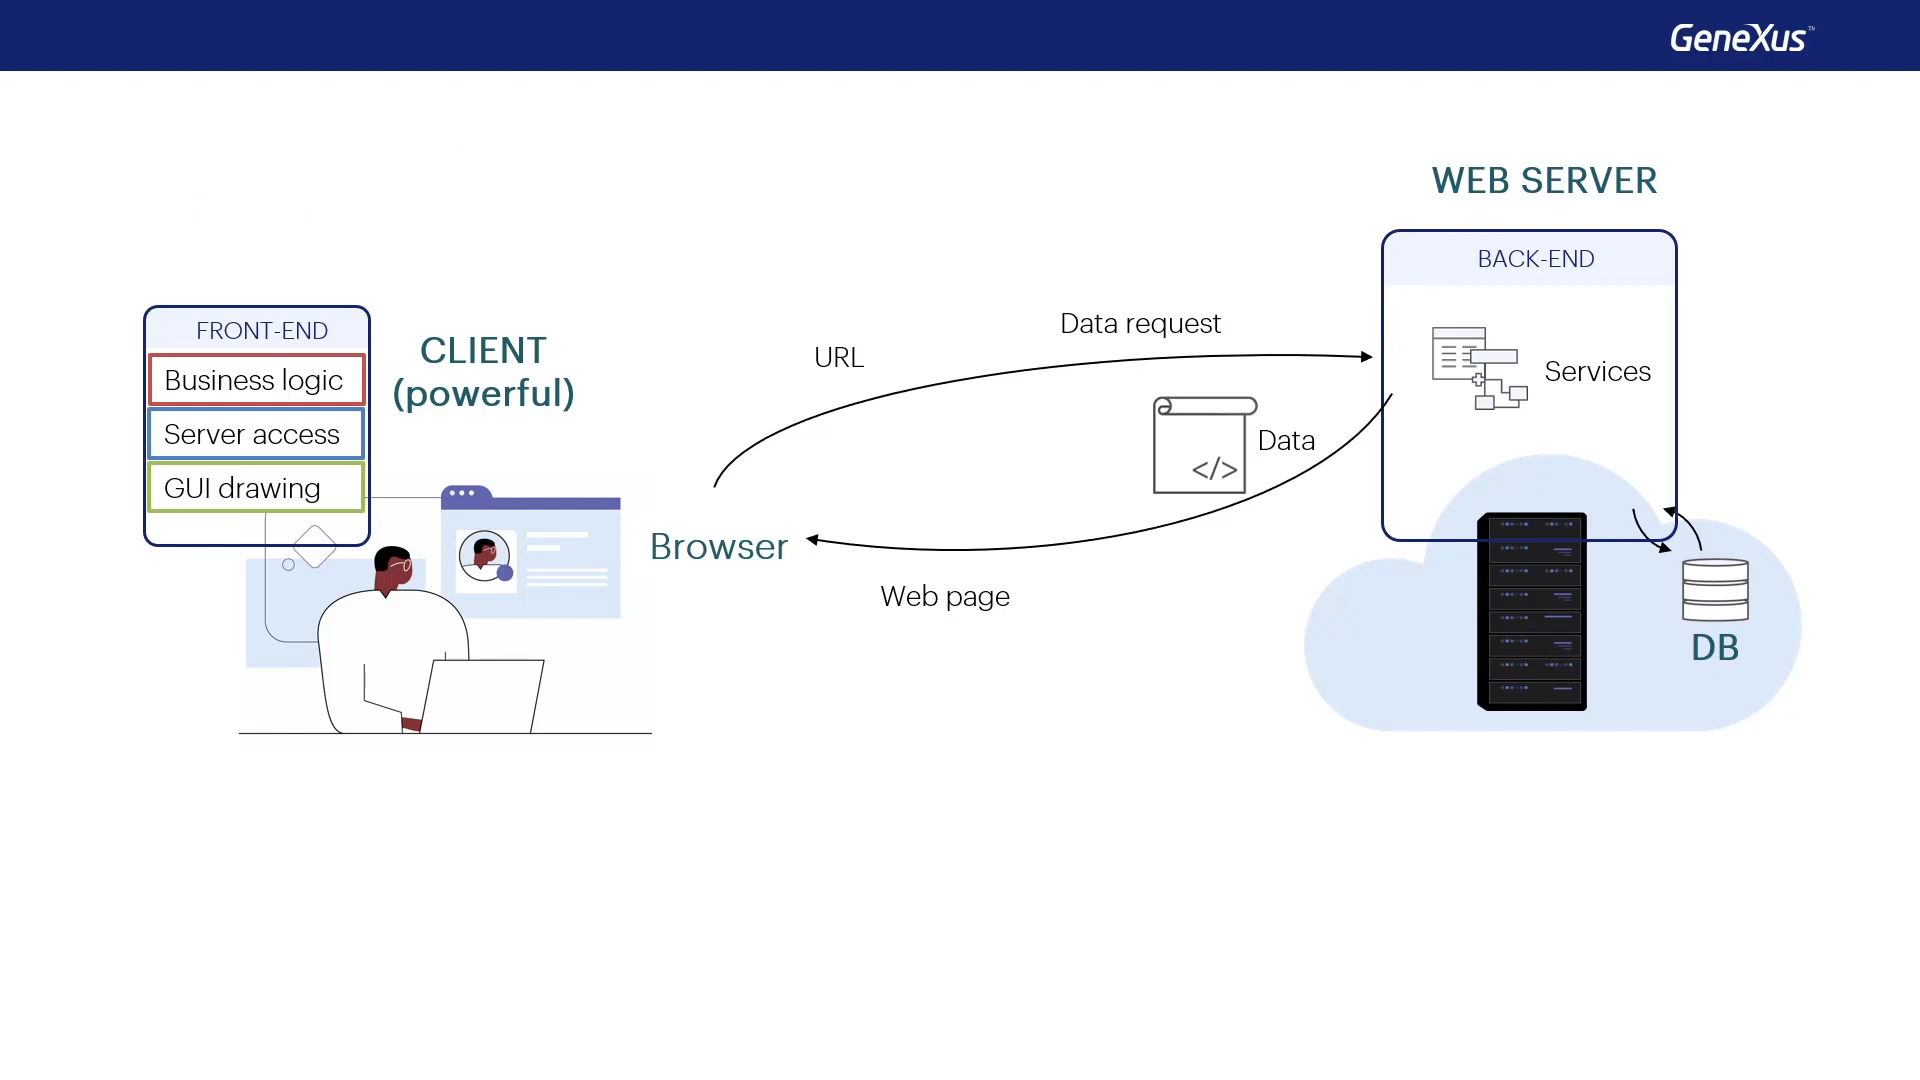 GeneXus™
WEB SERVER
BACK-END
Services
DB
FRONT-END
Business logic
Server access
GUI drawing
CLIENT
(powerful)
URL
Data request
</>
Data
Browser
Web page